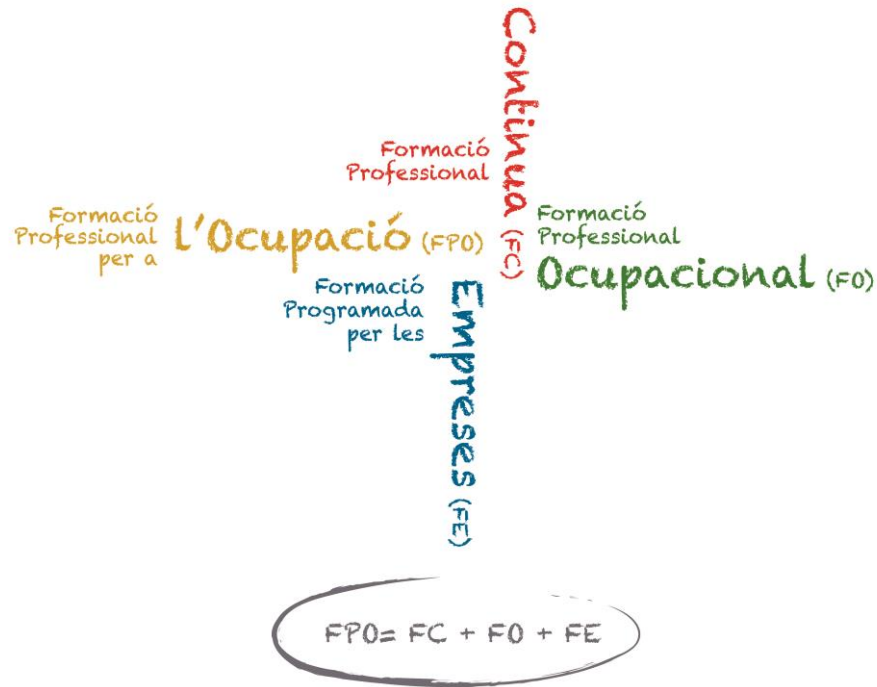 Formació
Professional
Continua (FC)
Formació
Professional
per a
l'Ocupació (FPO)
Formació
Professional
Ocupacional (FO)
Formació
Programada
per les
Empreses (FE)
FPO= FC + FO + FE